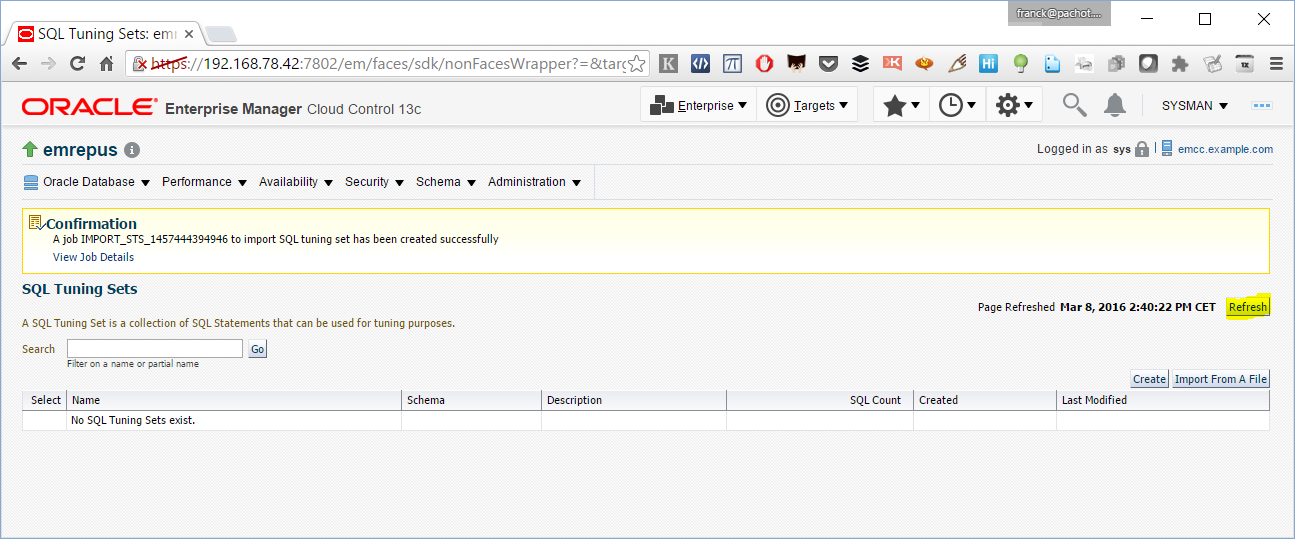 franck@pachot....
SQL Tuning Sets: emr
https://192.168.78.42:7802/em/faces/sdk/nonFacesWrapper?=&targ
ORACLE Enterprise Manager Cloud Control 13c
Enterprise Targets SYSMAN
emrepus
Logged in as sys | emcc.example.com
Oracle Database Performance Availability Security Schema Administration
Confirmation
A job IMPORT_STS_1457444394946 to import SQL tuning set has been created successfully
View Job Details
SQL Tuning Sets
Page Refreshed Mar 8, 2016 2:40:22 PM CET Refresh
A SQL Tuning Set is a collection of SQL Statements that can be used for tuning purposes.
Search Go
Filter on a name or partial name
Create Import From A File
Select Name Schema Description SQL Count Created Last Modified
No SQL Tuning Sets exist.